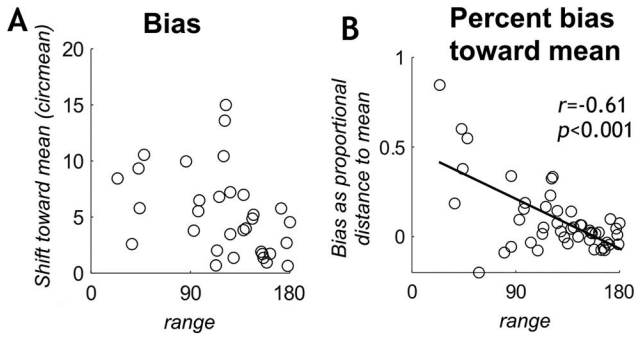 A
Bias
Shift toward mean (circmean)
20
15
10
5
0
0
90
180
range
B
Percent bias
toward mean
Bias as proportional
distance to mean
1
0.5
0
r=-0.61
p<0.001
0
90
180
range